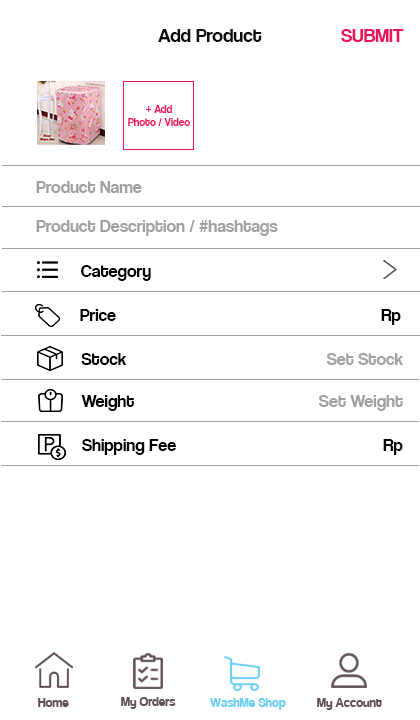 Add Product
SUBMIT
+ Add
Photo / Video
Product Name
Product Description / #hashtags
Category
Price
Rp
Stock
Set Stock
Weight
Set Weight
Shipping Fee
Rp
Home
My Orders
WashMe Shop
My Account